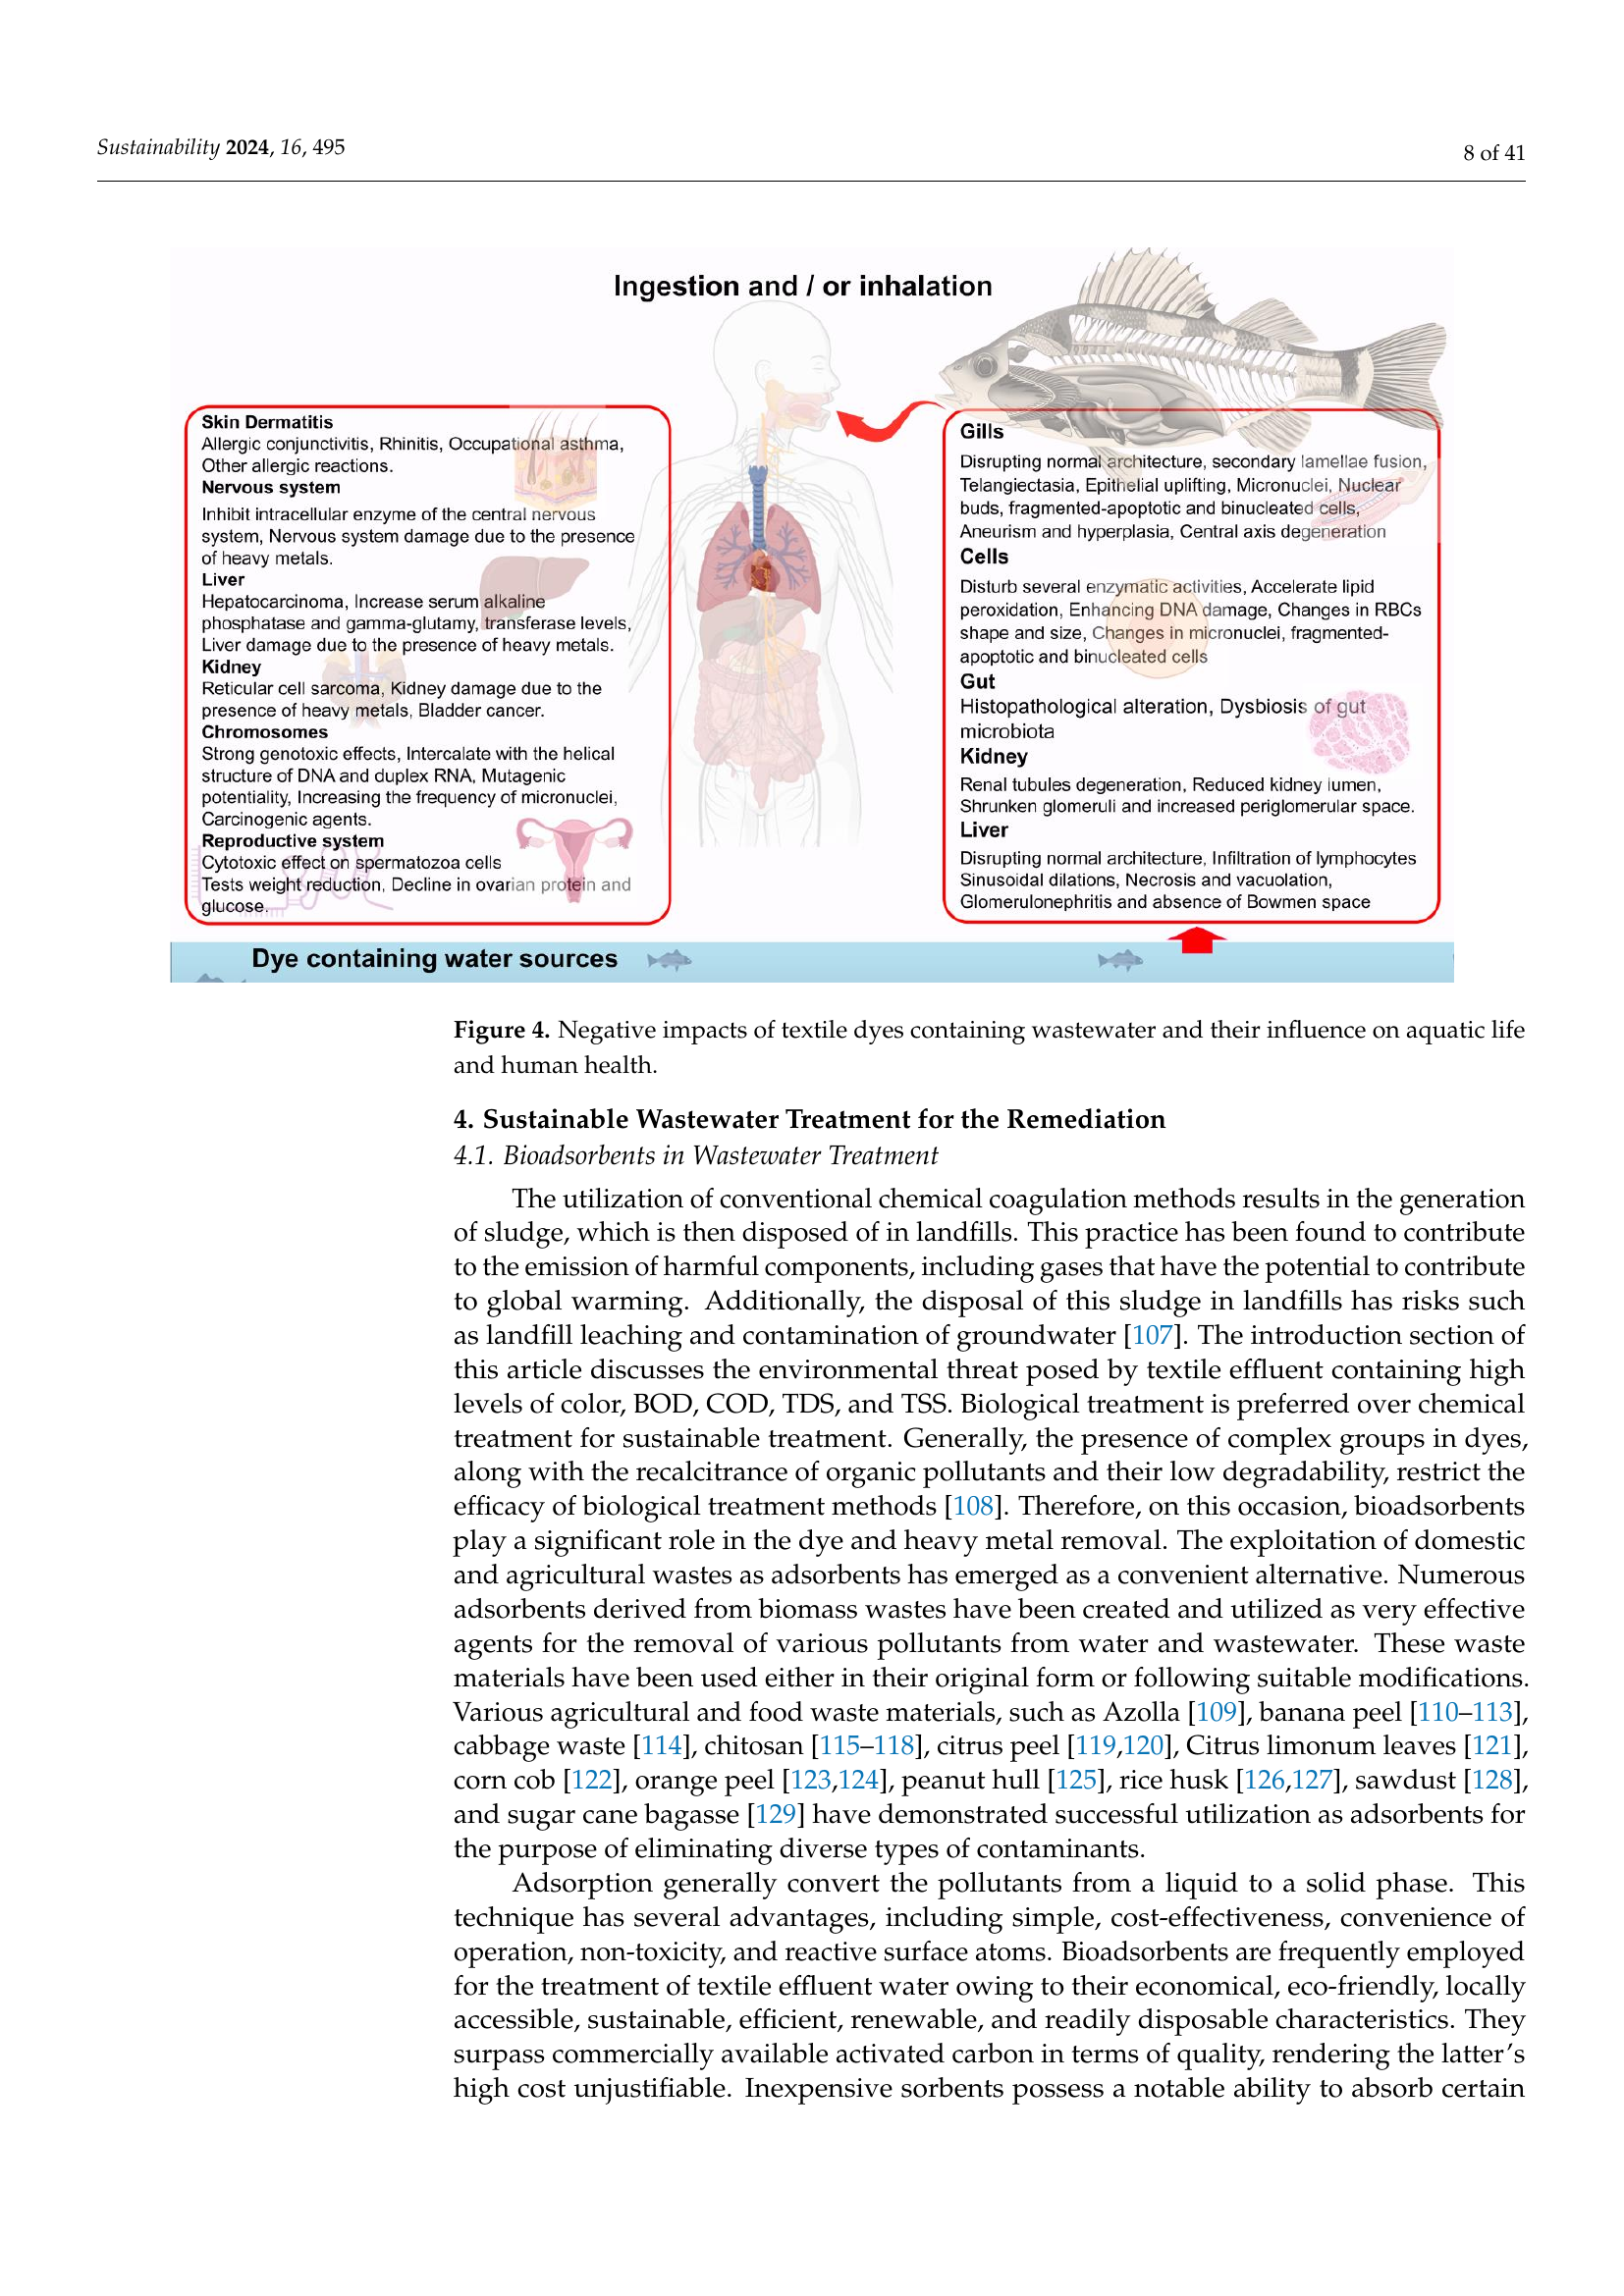 Sustainability 2024, 16, 495
8 of 41
Ingestion and / or inhalation
Skin Dermatitis
Allergic conjunctivitis, Rhinitis, Occupational asthma,
Other allergic reactions.
Nervous system
Inhibit intracellular enzyme of the central nervous
system, Nervous system damage due to the presence
of heavy metals.
Liver
Hepatocarcinoma, Increase serum alkaline
phosphatase and gamma-glutamy, transferase levels,
Liver damage due to the presence of heavy metals.
Kidney
Reticular cell sarcoma, Kidney damage due to the
presence of heavy metals, Bladder cancer.
Chromosomes
Strong genotoxic effects, Intercalate with the helical
structure of DNA and duplex RNA, Mutagenic
potentiality, Increasing the frequency of micronuclei,
Carcinogenic agents.
Reproductive system
Cytotoxic effect on spermatozoa cells
Tests weight reduction, Decline in ovarian protein and
glucose.
Gills
Disrupting normal architecture, secondary lamellae fusion,
Telangiectasia, Epithelial uplifting, Micronuclei, Nuclear
buds, fragmented-apoptotic and binucleated cells,
Aneurism and hyperplasia, Central axis degeneration
Cells
Disturb several enzymatic activities, Accelerate lipid
peroxidation, Enhancing DNA damage, Changes in RBCs
shape and size, Changes in micronuclei, fragmented-
apoptotic and binucleated cells
Gut
Histopathological alteration, Dysbiosis of gut
microbiota
Kidney
Renal tubules degeneration, Reduced kidney lumen,
Shrunken glomeruli and increased periglomerular space.
Liver
Disrupting normal architecture, Infiltration of lymphocytes
Sinusoidal dilations, Necrosis and vacuolation,
Glomerulonephritis and absence of Bowmen space
Dye containing water sources
Figure 4. Negative impacts of textile dyes containing wastewater and their influence on aquatic life
and human health.
4. Sustainable Wastewater Treatment for the Remediation
4.1. Bioadsorbents in Wastewater Treatment
The utilization of conventional chemical coagulation methods results in the generation
of sludge, which is then disposed of in landfills. This practice has been found to contribute
to the emission of harmful components, including gases that have the potential to contribute
to global warming. Additionally, the disposal of this sludge in landfills has risks such
as landfill leaching and contamination of groundwater [107]. The introduction section of
this article discusses the environmental threat posed by textile effluent containing high
levels of color, BOD, COD, TDS, and TSS. Biological treatment is preferred over chemical
treatment for sustainable treatment. Generally, the presence of complex groups in dyes,
along with the recalcitrance of organic pollutants and their low degradability, restrict the
efficacy of biological treatment methods [108]. Therefore, on this occasion, bioadsorbents
play a significant role in the dye and heavy metal removal. The exploitation of domestic
and agricultural wastes as adsorbents has emerged as a convenient alternative. Numerous
adsorbents derived from biomass wastes have been created and utilized as very effective
agents for the removal of various pollutants from water and wastewater. These waste
materials have been used either in their original form or following suitable modifications.
Various agricultural and food waste materials, such as Azolla [109], banana peel [110–113],
cabbage waste [114], chitosan [115–118], citrus peel [119,120], Citrus limonum leaves [121],
corn cob [122], orange peel [123,124], peanut hull [125], rice husk [126,127], sawdust [128],
and sugar cane bagasse [129] have demonstrated successful utilization as adsorbents for
the purpose of eliminating diverse types of contaminants.
Adsorption generally convert the pollutants from a liquid to a solid phase. This
technique has several advantages, including simple, cost-effectiveness, convenience of
operation, non-toxicity, and reactive surface atoms. Bioadsorbents are frequently employed
for the treatment of textile effluent water owing to their economical, eco-friendly, locally
accessible, sustainable, efficient, renewable, and readily disposable characteristics. They
surpass commercially available activated carbon in terms of quality, rendering the latter's
high cost unjustifiable. Inexpensive sorbents possess a notable ability to absorb certain